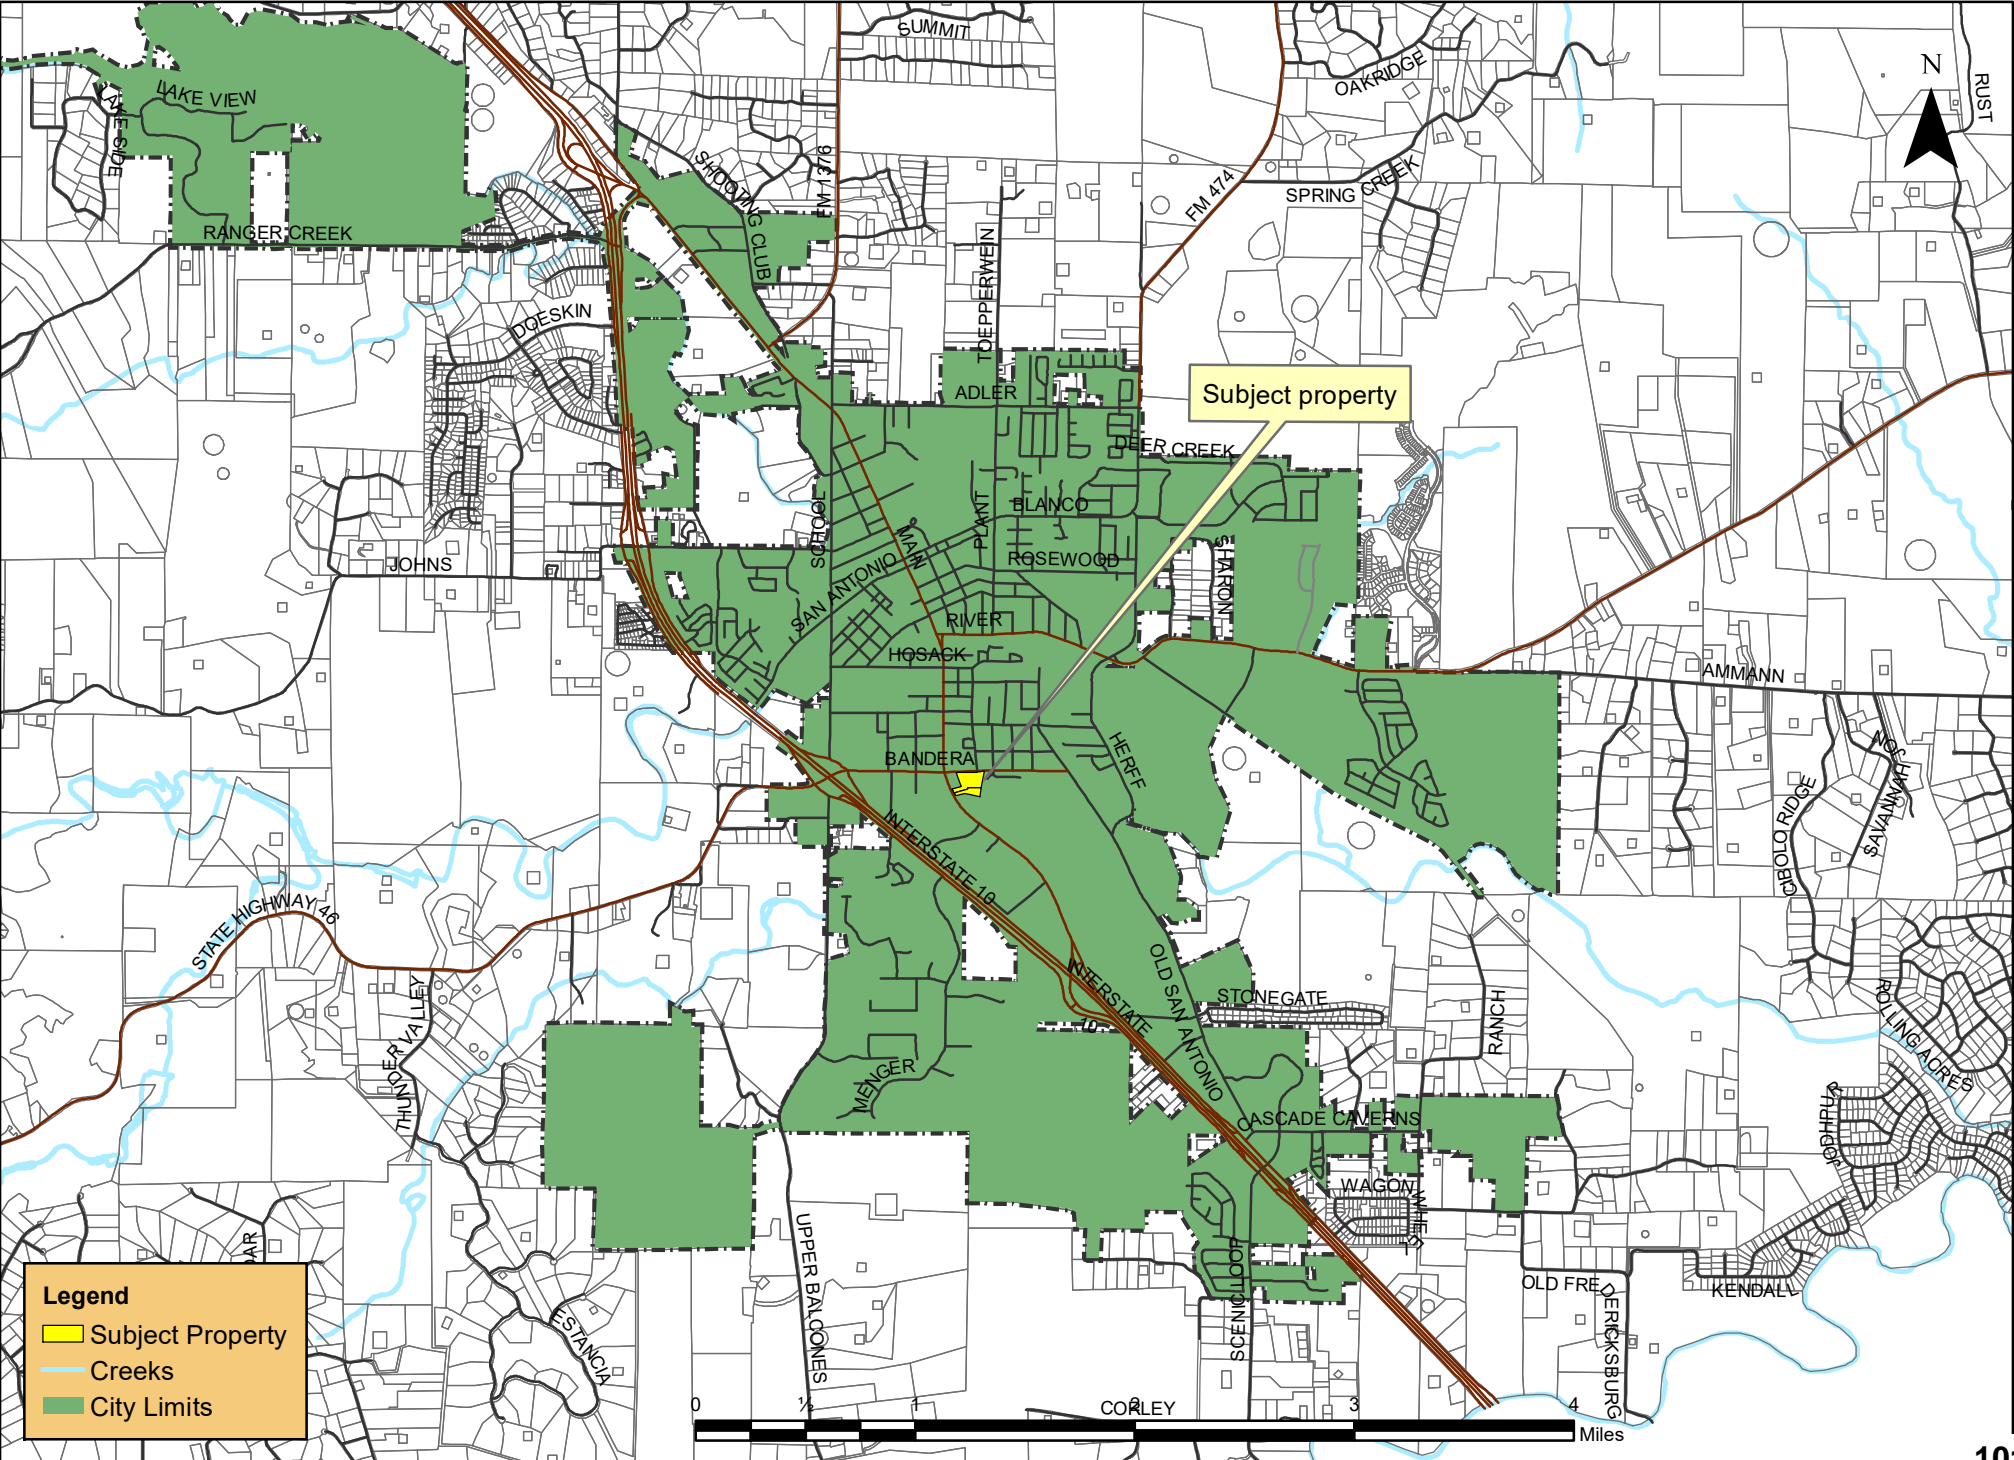 SUMMIT
OAKRIDGE
N
RUST
LAKE VIEW
LAKE SIDE
SHOOTING CLUB
FM 1376
FM 474
SPRING CREEK
RANGER CREEK
TOEPPERWEIN
DOESKIN
Subject property
ADLER
DEER CREEK
SCHOOL
MAIN
PLANT
BLANCO
JOHNS
SAN ANTONIO
ROSEWOOD
SHARON
RIVER
HOSACK
AMMANN
BANDERA
HERFF
JON
SAVANNAH
CIBOLO RIDGE
INTERSTATE 10
STATE HIGHWAY 46
OLD SAN ANTONIO
INTERSTATE
10
STONEGATE
RANCH
ROLLING ACRES
THUNDER VALLEY
MENGER
CASCADE CAVERNS
JODHPUR
WAGON
WHEEL
UPPER BALCONES
SCENIC LOOP
OLD FREDERICKSBURG
KENDALL
ESTANCIA
Legend
Subject Property
Creeks
City Limits
CORLEY
0 ½ 1 2 3 4
Miles